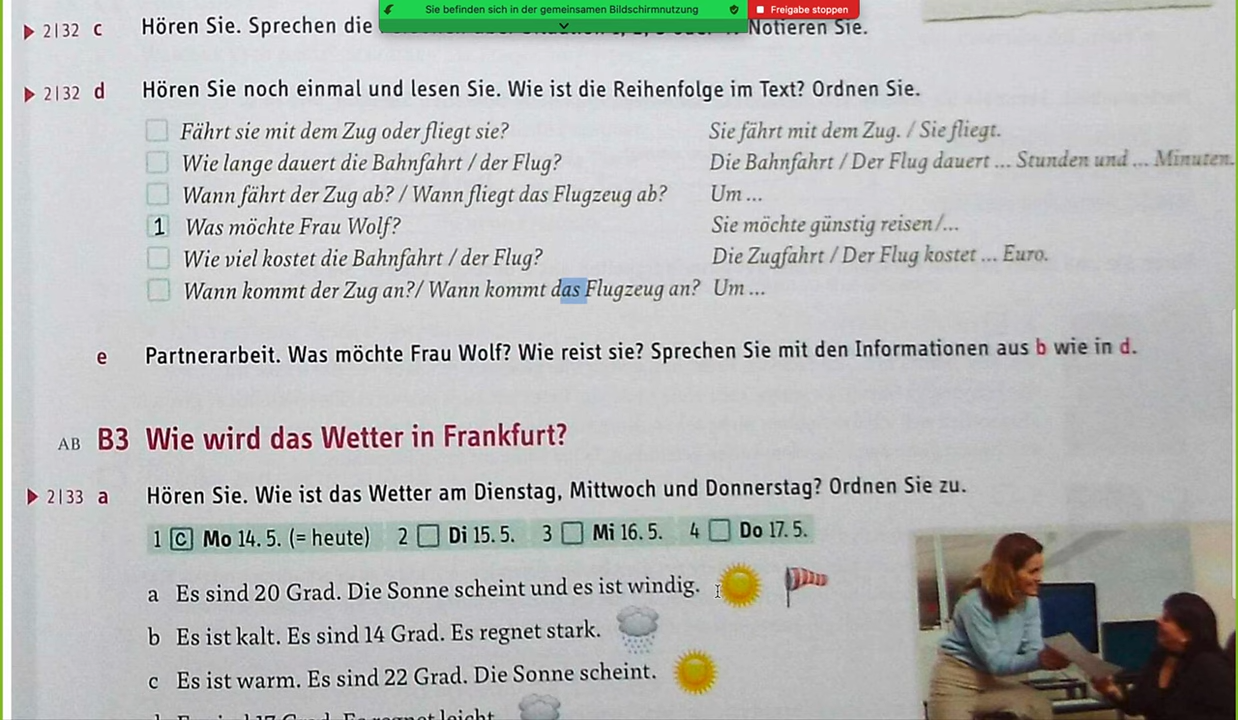 Sie befinden sich in der gemeinsamen Bildschirmnutzung
Freigabe stoppen
2|32 c Hören Sie. Sprechen die Notieren Sie.
2|32 d Hören Sie noch einmal und lesen Sie. Wie ist die Reihenfolge im Text? Ordnen Sie.
Fährt sie mit dem Zug oder fliegt sie? Sie fährt mit dem Zug. / Sie fliegt.
Wie lange dauert die Bahnfahrt / der Flug? Die Bahnfahrt / Der Flug dauert ... Stunden und ... Minuten.
Wann fährt der Zug ab? / Wann fliegt das Flugzeug ab? Um ...
1 Was möchte Frau Wolf? Sie möchte günstig reisen/...
Wie viel kostet die Bahnfahrt / der Flug? Die Zugfahrt / Der Flug kostet ... Euro.
Wann kommt der Zug an?/ Wann kommt das Flugzeug an? Um ...
e Partnerarbeit. Was möchte Frau Wolf? Wie reist sie? Sprechen Sie mit den Informationen aus b wie in d.
AB B3 Wie wird das Wetter in Frankfurt?
2|33 a Hören Sie. Wie ist das Wetter am Dienstag, Mittwoch und Donnerstag? Ordnen Sie zu.
1 C Mo 14. 5. (= heute) 2 Di 15. 5. 3 Mi 16. 5. 4 Do 17. 5.
a Es sind 20 Grad. Die Sonne scheint und es ist windig.
b Es ist kalt. Es sind 14 Grad. Es regnet stark.
c Es ist warm. Es sind 22 Grad. Die Sonne scheint.
d Es sind 17 Grad. Es regnet leicht.